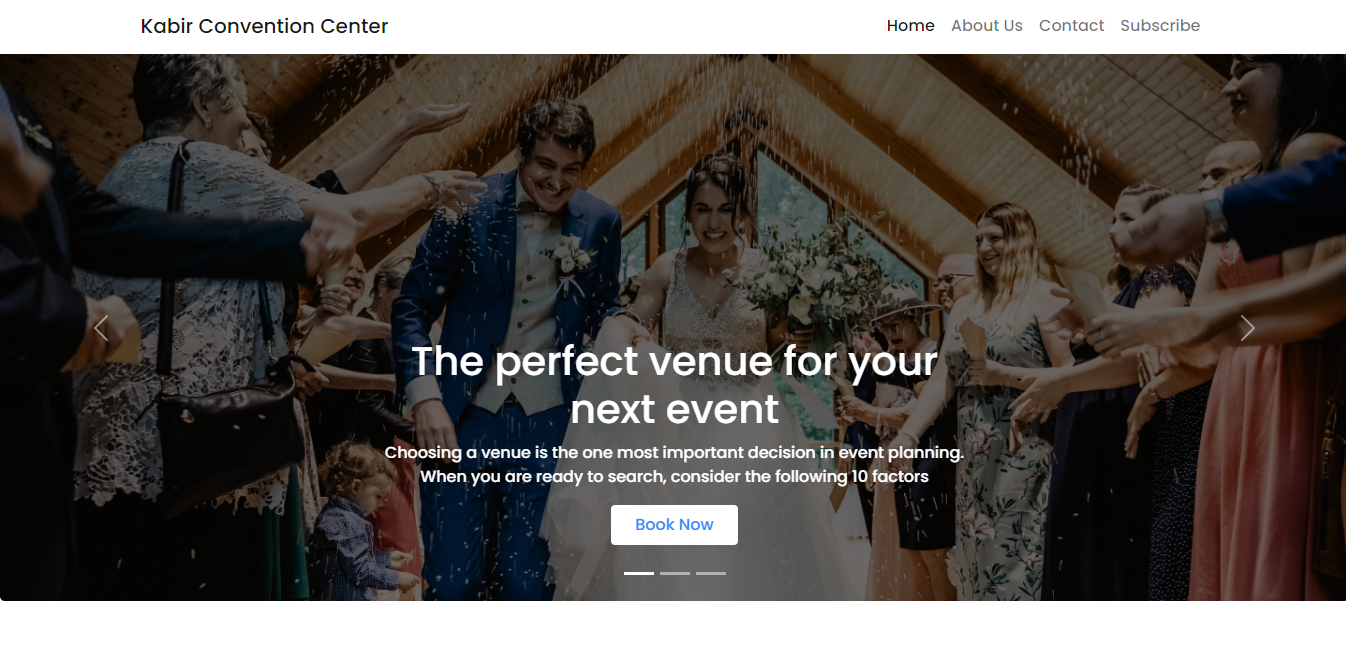 Kabir Convention Center
Home About Us Contact Subscribe
The perfect venue for your
next event
Choosing a venue is the one most important decision in event planning.
When you are ready to search, consider the following 10 factors
Book Now